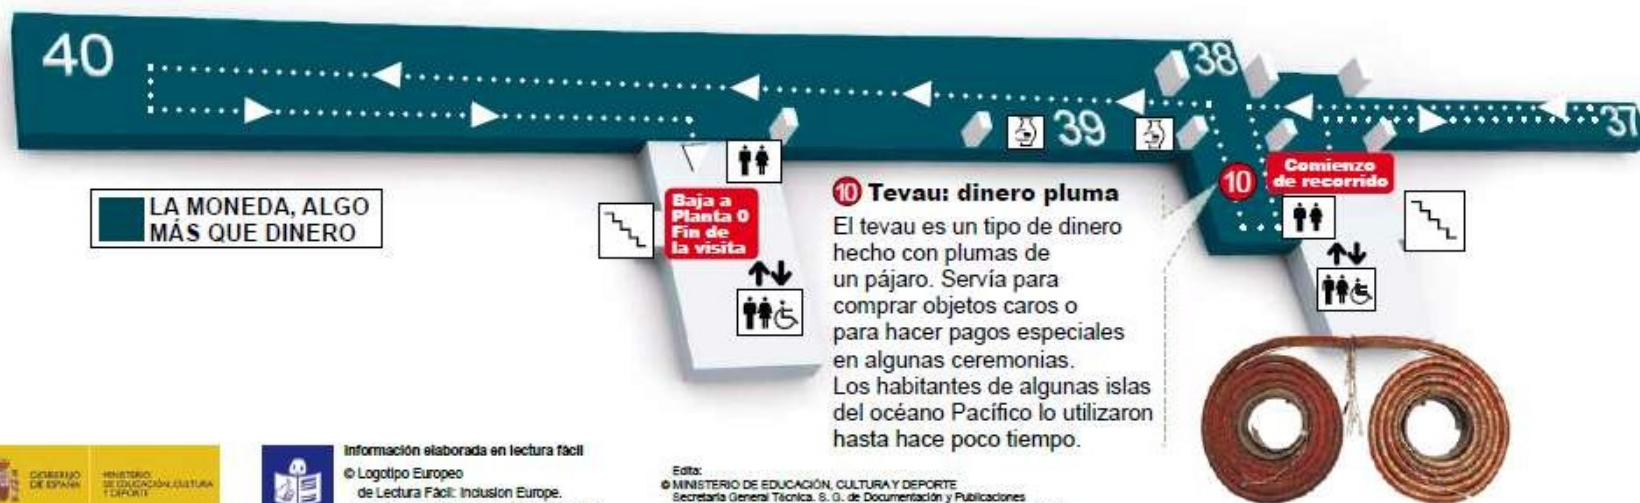 40
38
37
39
LA MONEDA, ALGO
MÁS QUE DINERO
Baja a
Planta 0
Fin de
la visita
10 Tevau: dinero pluma
El tevau es un tipo de dinero
hecho con plumas de
un pájaro. Servía para
comprar objetos caros o
para hacer pagos especiales
en algunas ceremonias.
Los habitantes de algunas islas
del océano Pacífico lo utilizaron
hasta hace poco tiempo.
10
Comienzo
de recorrido
GOBIERNO
DE ESPAÑA
MINISTERIO
DE EDUCACIÓN, CULTURA
Y DEPORTE
Información elaborada en lectura fácil
© Logotipo Europeo
de Lectura Fácil: Inclusion Europe.
Edita:
© MINISTERIO DE EDUCACIÓN, CULTURA Y DEPORTE
Secretaría General Técnica. S. G. de Documentación y Publicaciones